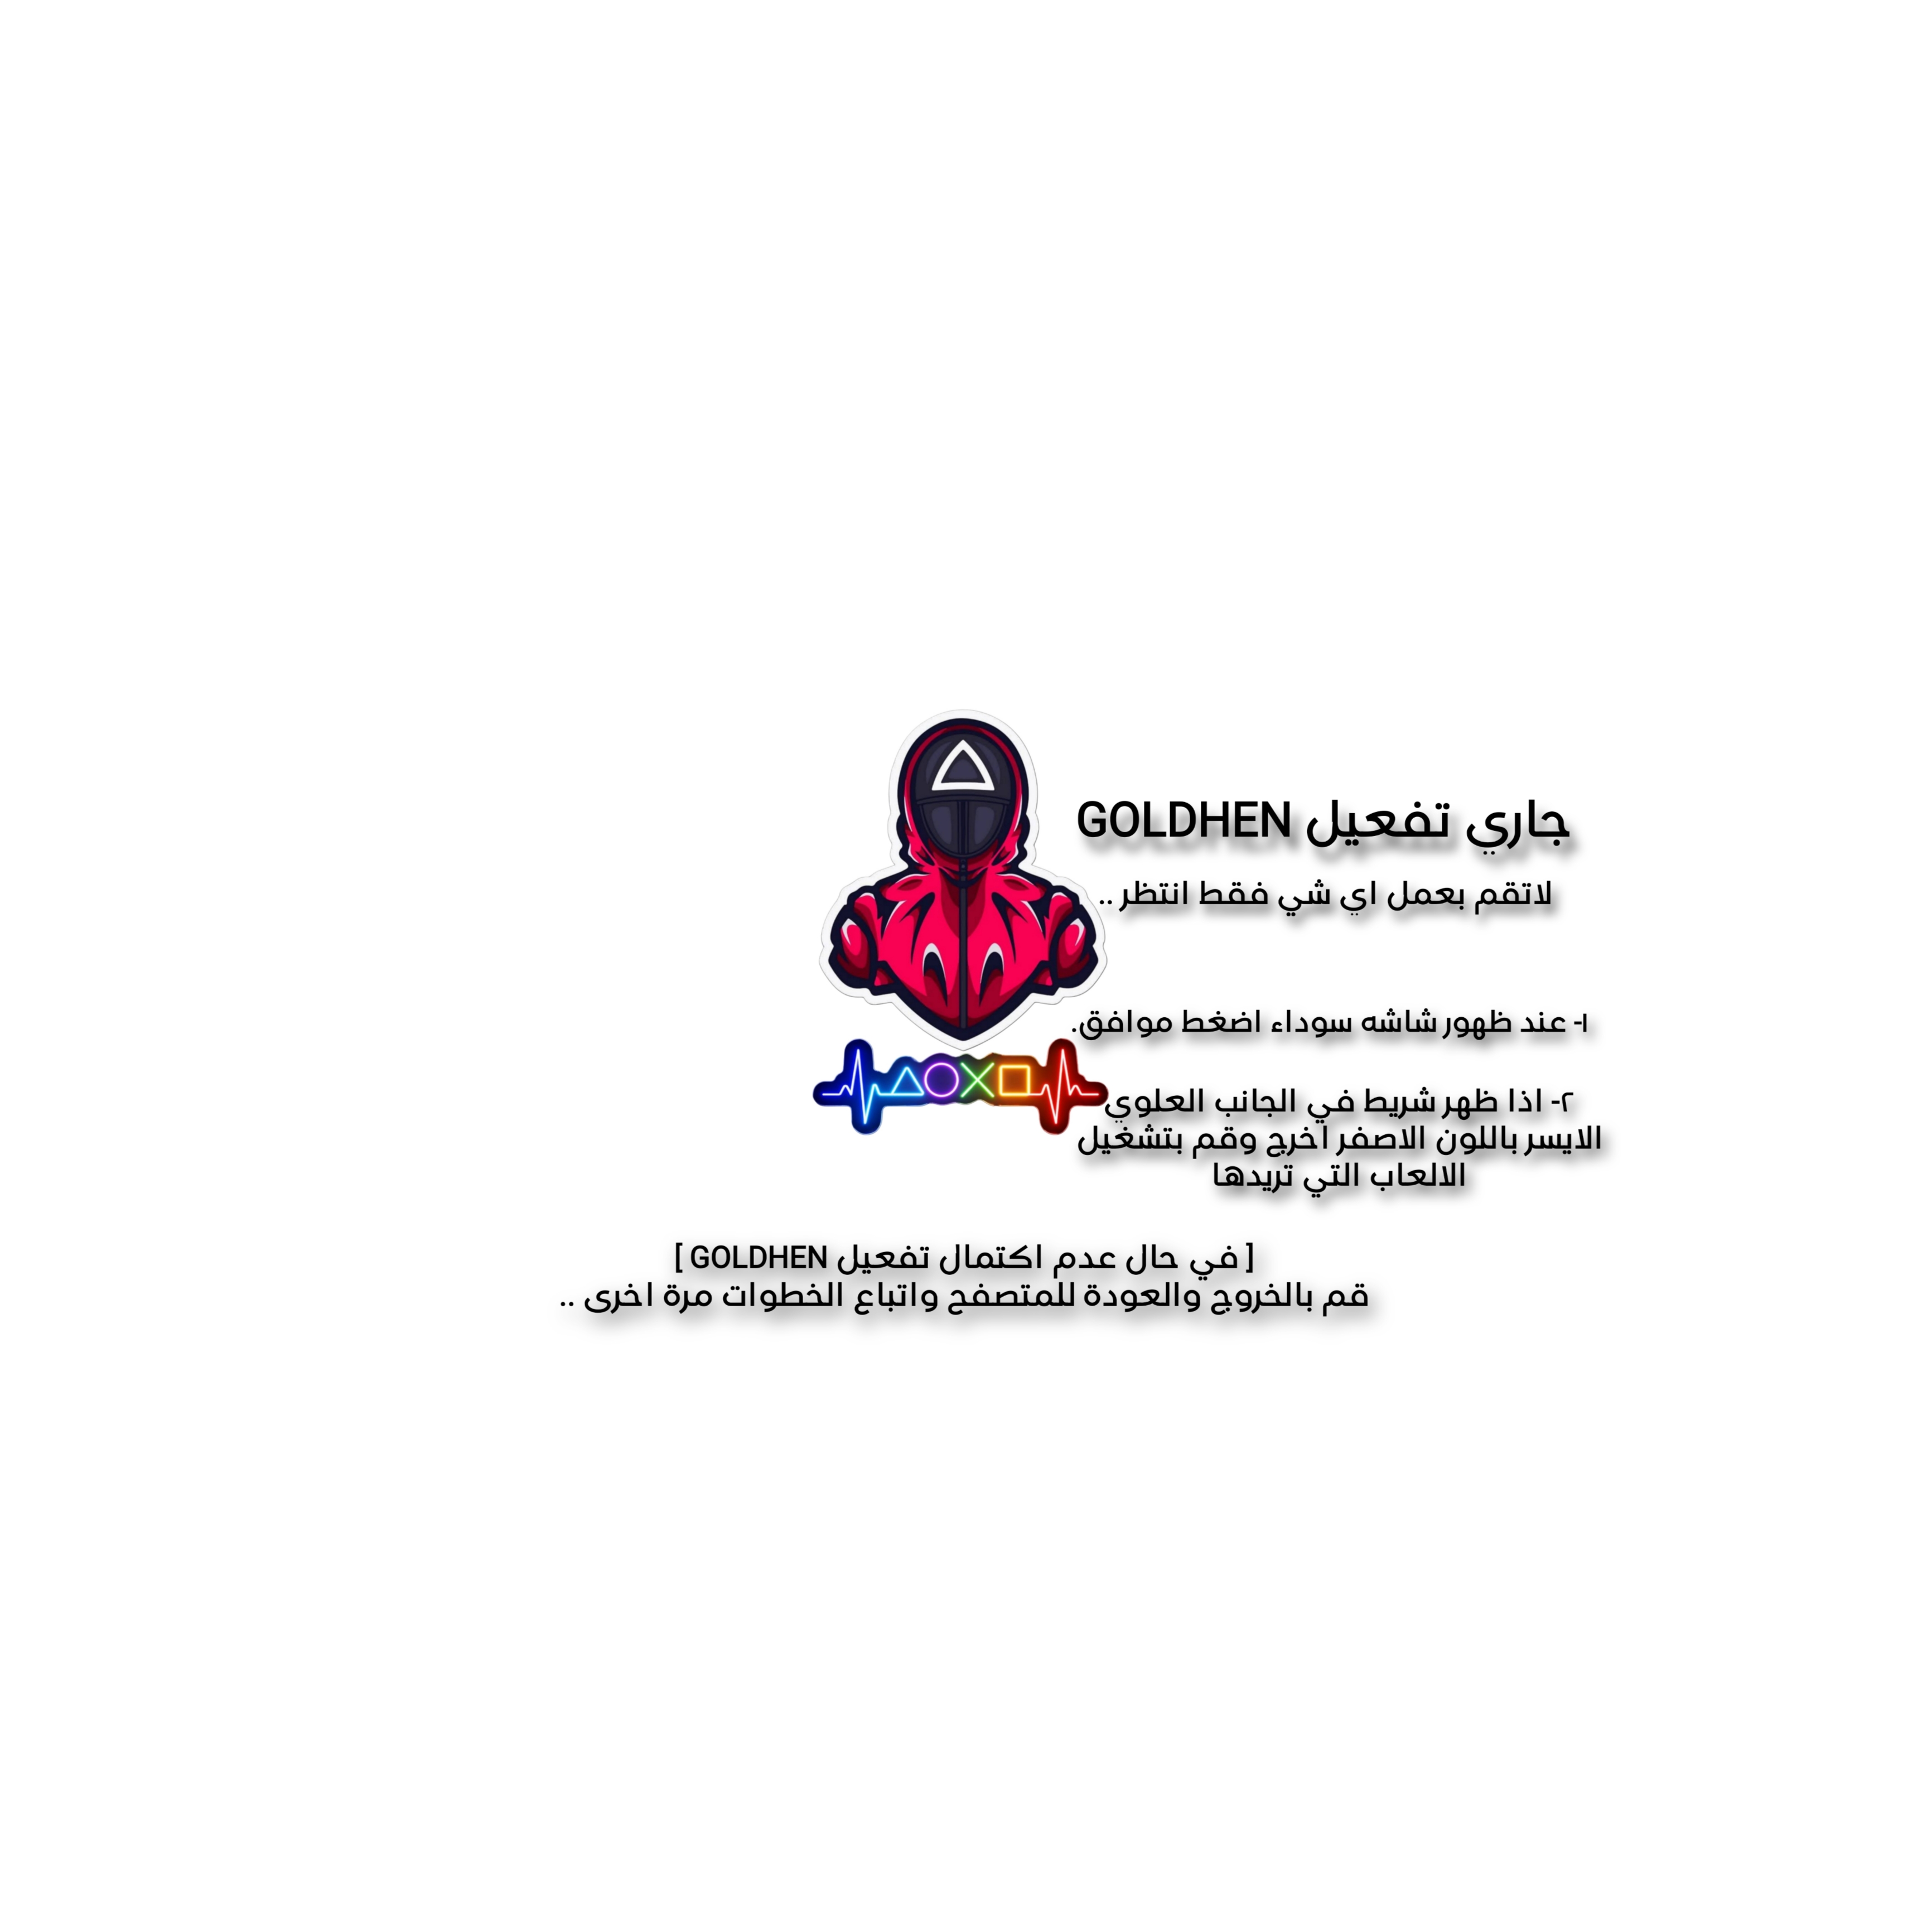 جاري تفعيل GOLDHEN
لاتقم بعمل اي شي فقط انتظر ..
١- عند ظهور شاشه سوداء اضغط موافق.
٢- اذا ظهر شريط في الجانب العلوي
الايسر باللون الاصفر اخرج وقم بتشغيل
الالعاب التي تريدها
[ في حال عدم اكتمال تفعيل GOLDHEN ]
قم بالخروج والعودة للمتصفح واتباع الخطوات مرة اخرى ..